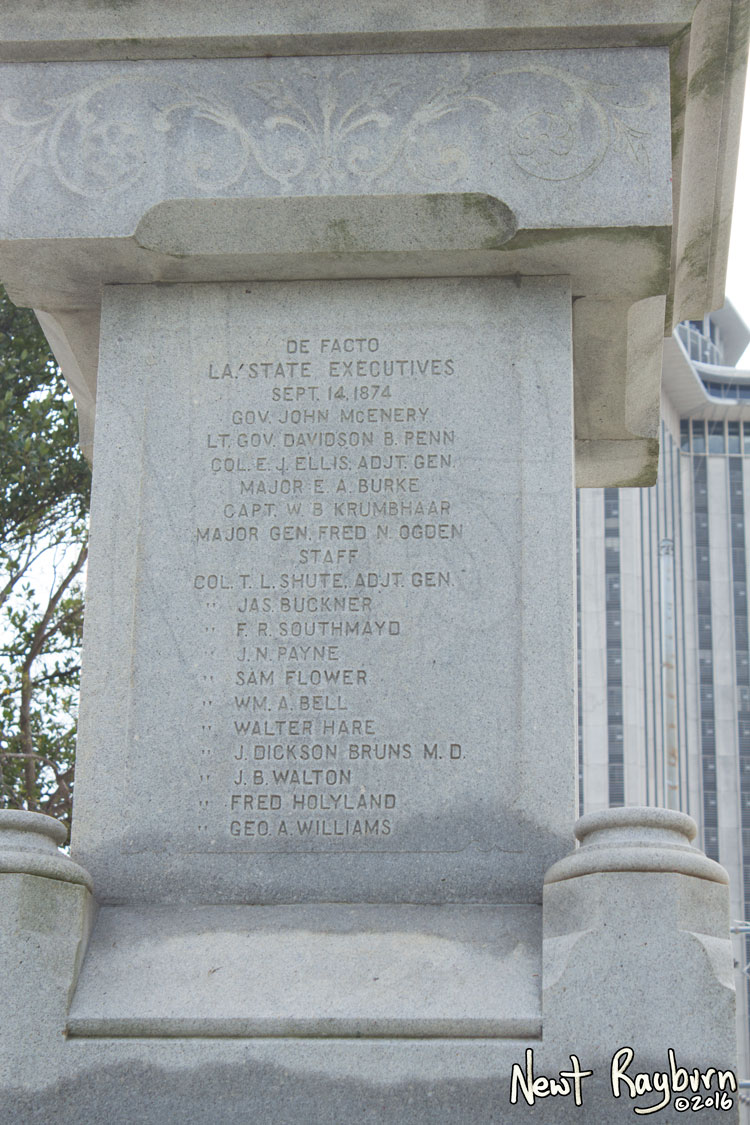 DE FACTO
LA. STATE EXECUTIVES
SEPT. 14, 1874
GOV. JOHN McENERY
LT. GOV. DAVIDSON B. PENN
COL. E. J. ELLIS, ADJT. GEN.
MAJOR E. A. BURKE
CAPT. W. B. KRUMBHAAR
MAJOR GEN. FRED N. OGDEN
STAFF
COL. T. L. SHUTE, ADJT. GEN.
" JAS. BUCKNER
" F. R. SOUTHMAYD
" J. N. PAYNE
" SAM FLOWER
" WM. A. BELL
" WALTER HARE
" J. DICKSON BRUNS M. D.
" J. B. WALTON
" FRED HOLYLAND
" GEO. A. WILLIAMS
Newt Rayburn
©2016